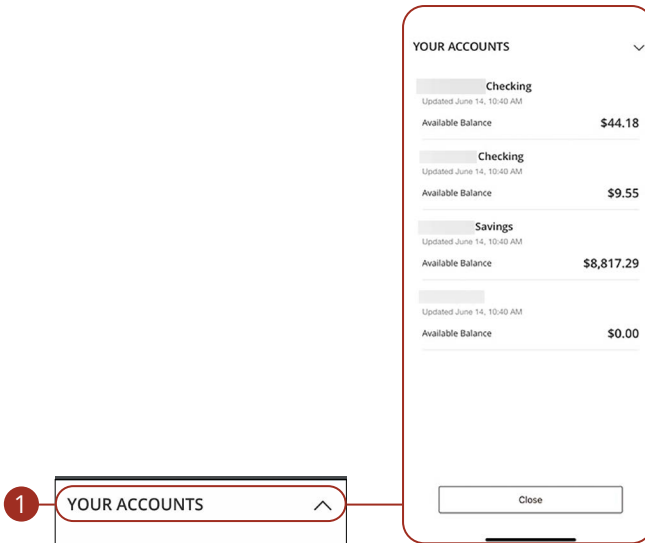 YOUR ACCOUNTS
Checking
Updated June 14, 10:40 AM
Available Balance $44.18
Checking
Updated June 14, 10:40 AM
Available Balance $9.55
Savings
Updated June 14, 10:40 AM
Available Balance $8,817.29
Updated June 14, 10:40 AM
Available Balance $0.00
Close
1 YOUR ACCOUNTS